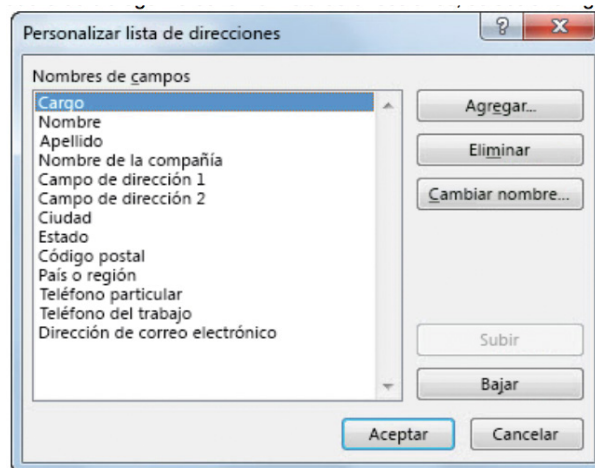 Personalizar lista de direcciones
Nombres de campos
Cargo
Nombre
Apellido
Nombre de la compañía
Campo de dirección 1
Campo de dirección 2
Ciudad
Estado
Código postal
País o región
Teléfono particular
Teléfono del trabajo
Dirección de correo electrónico
Agregar...
Eliminar
Cambiar nombre...
Subir
Bajar
Aceptar
Cancelar